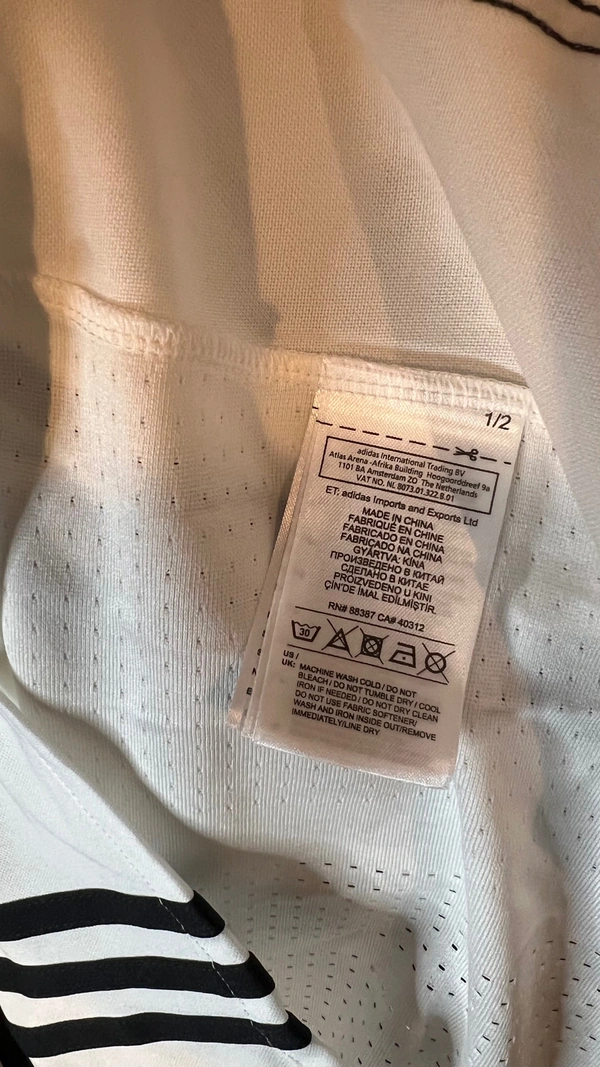 1/2
adidas International Trading BV
Atlas Arena -Afrika Building Hoogoorddreef 9a
1101 BA Amsterdam ZO The Netherlands
VAT NO. NL 8073.01.322.B.01
ET; adidas Imports and Exports Ltd
MADE IN CHINA
FABRIQUÉ EN CHINE
FABRICADO EN CHINA
FABRICADO NA CHINA
GYÁRTVA: KÍNA
ПРОИЗВЕДЕНО В КИТАЙ
СДЕЛАНО В КИТАЕ
PROIZVEDENO U KINI
ÇİN'DE İMAL EDİLMİŞTİR.
RN# 88387 CA# 40312
30
US /
UK: MACHINE WASH COLD / DO NOT
BLEACH / DO NOT TUMBLE DRY / COOL
IRON IF NEEDED / DO NOT DRY CLEAN
DO NOT USE FABRIC SOFTENER/
WASH AND IRON INSIDE OUT/REMOVE
IMMEDIATELY/LINE DRY